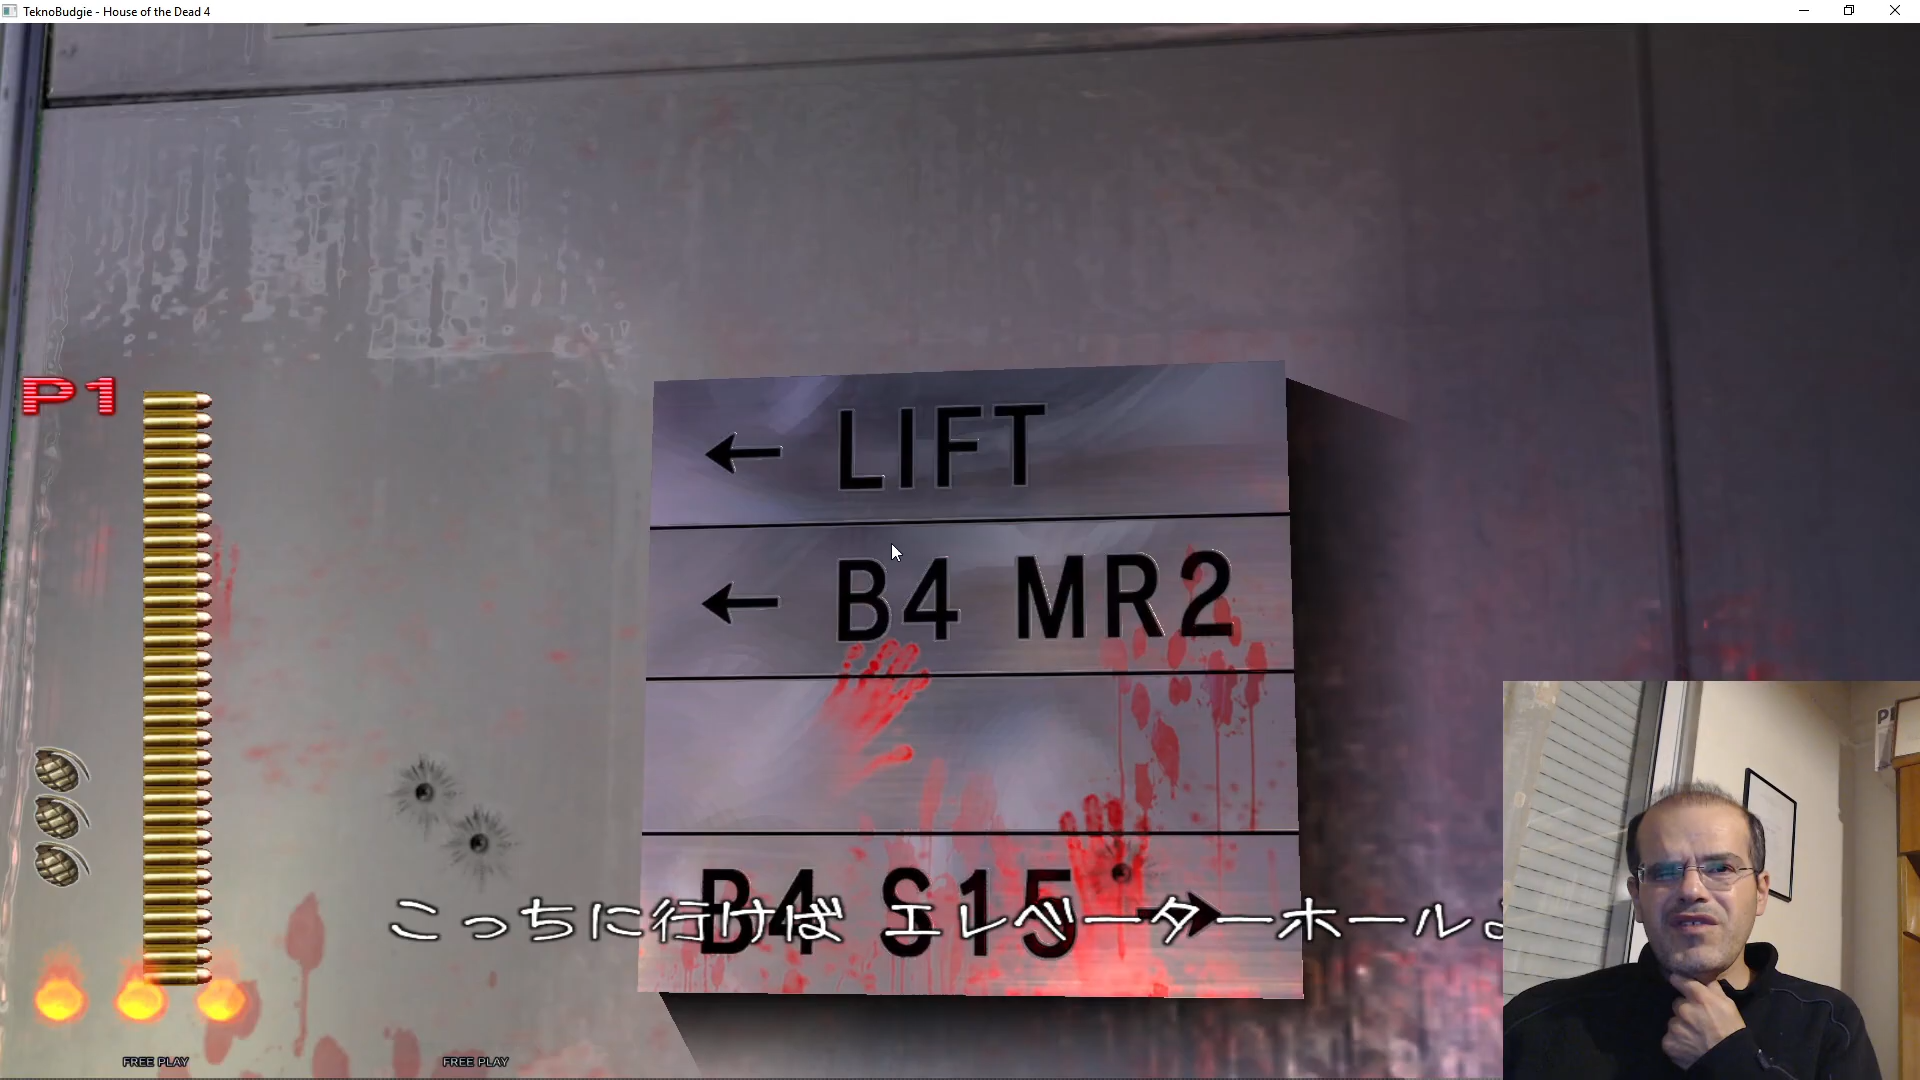 TeknoBudgie - House of the Dead 4
P1
← LIFT
← B4 MR2
B4 S15 →
こっちに行けば エレベーターホールよ
FREE PLAY
FREE PLAY